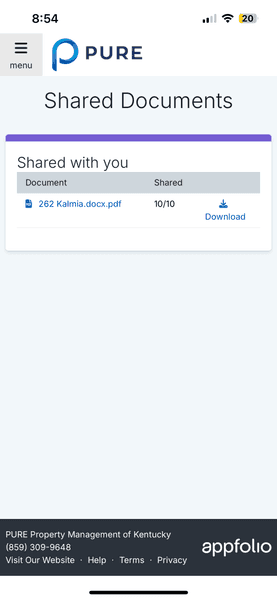 8:54
20
menu
PURE
Shared Documents
Shared with you
Document Shared
262 Kalmia.docx.pdf 10/10
Download
PURE Property Management of Kentucky
(859) 309-9648
Visit Our Website · Help · Terms · Privacy
appfolio